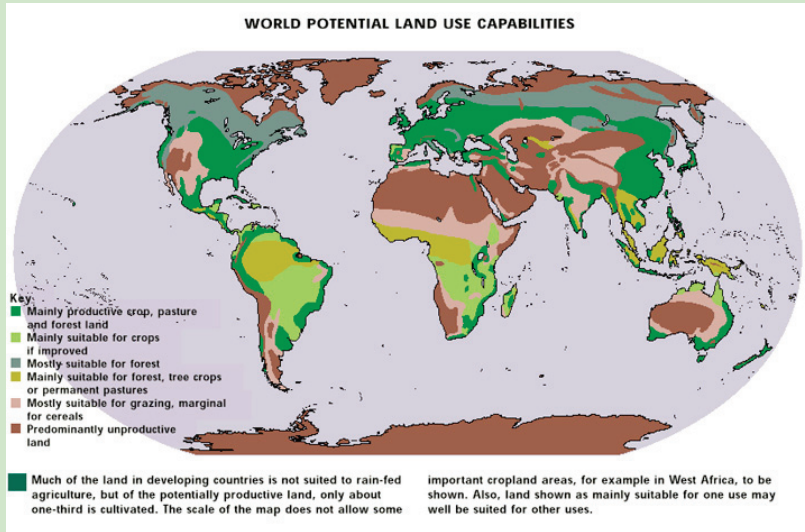 WORLD POTENTIAL LAND USE CAPABILITIES
Key
Mainly productive crop, pasture
and forest land
Mainly suitable for crops
if improved
Mostly suitable for forest
Mainly suitable for forest, tree crops
or permanent pastures
Mostly suitable for grazing, marginal
for cereals
Predominantly unproductive
land
Much of the land in developing countries is not suited to rain-fed
agriculture, but of the potentially productive land, only about
one-third is cultivated. The scale of the map does not allow some
important cropland areas, for example in West Africa, to be
shown. Also, land shown as mainly suitable for one use may
well be suited for other uses.